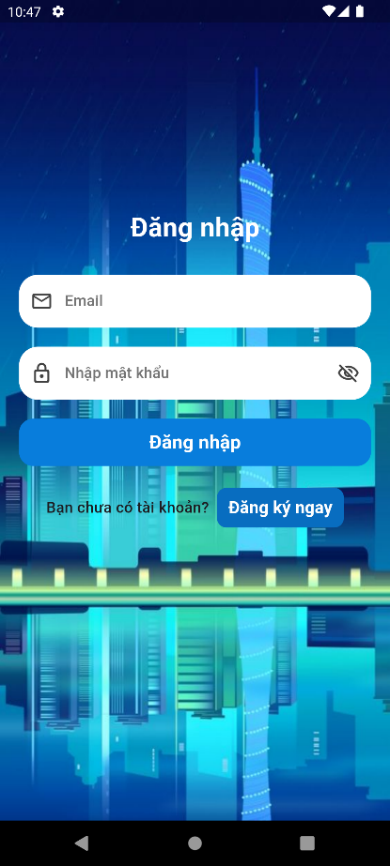 10:47
Đăng nhập
Email
Nhập mật khẩu
Đăng nhập
Bạn chưa có tài khoản? Đăng ký ngay